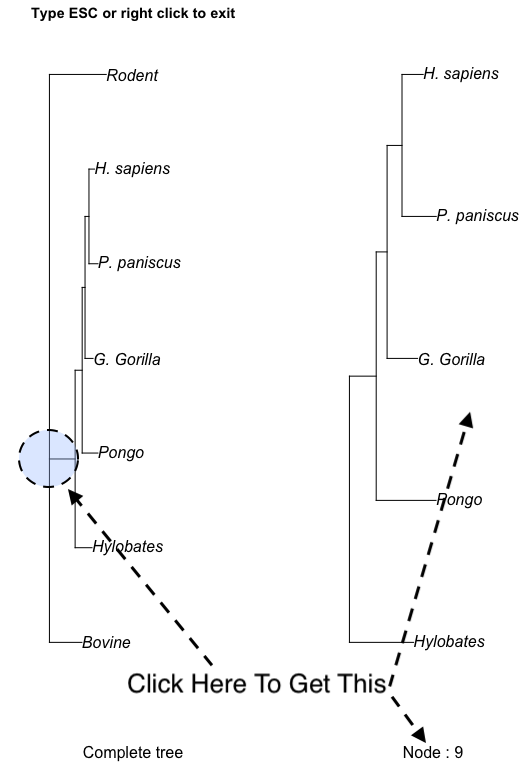 Type ESC or right click to exit
Rodent
H. sapiens
P. paniscus
G. Gorilla
Pongo
Hylobates
Bovine
H. sapiens
P. paniscus
G. Gorilla
Pongo
Hylobates
Click Here To Get This
Complete tree
Node : 9